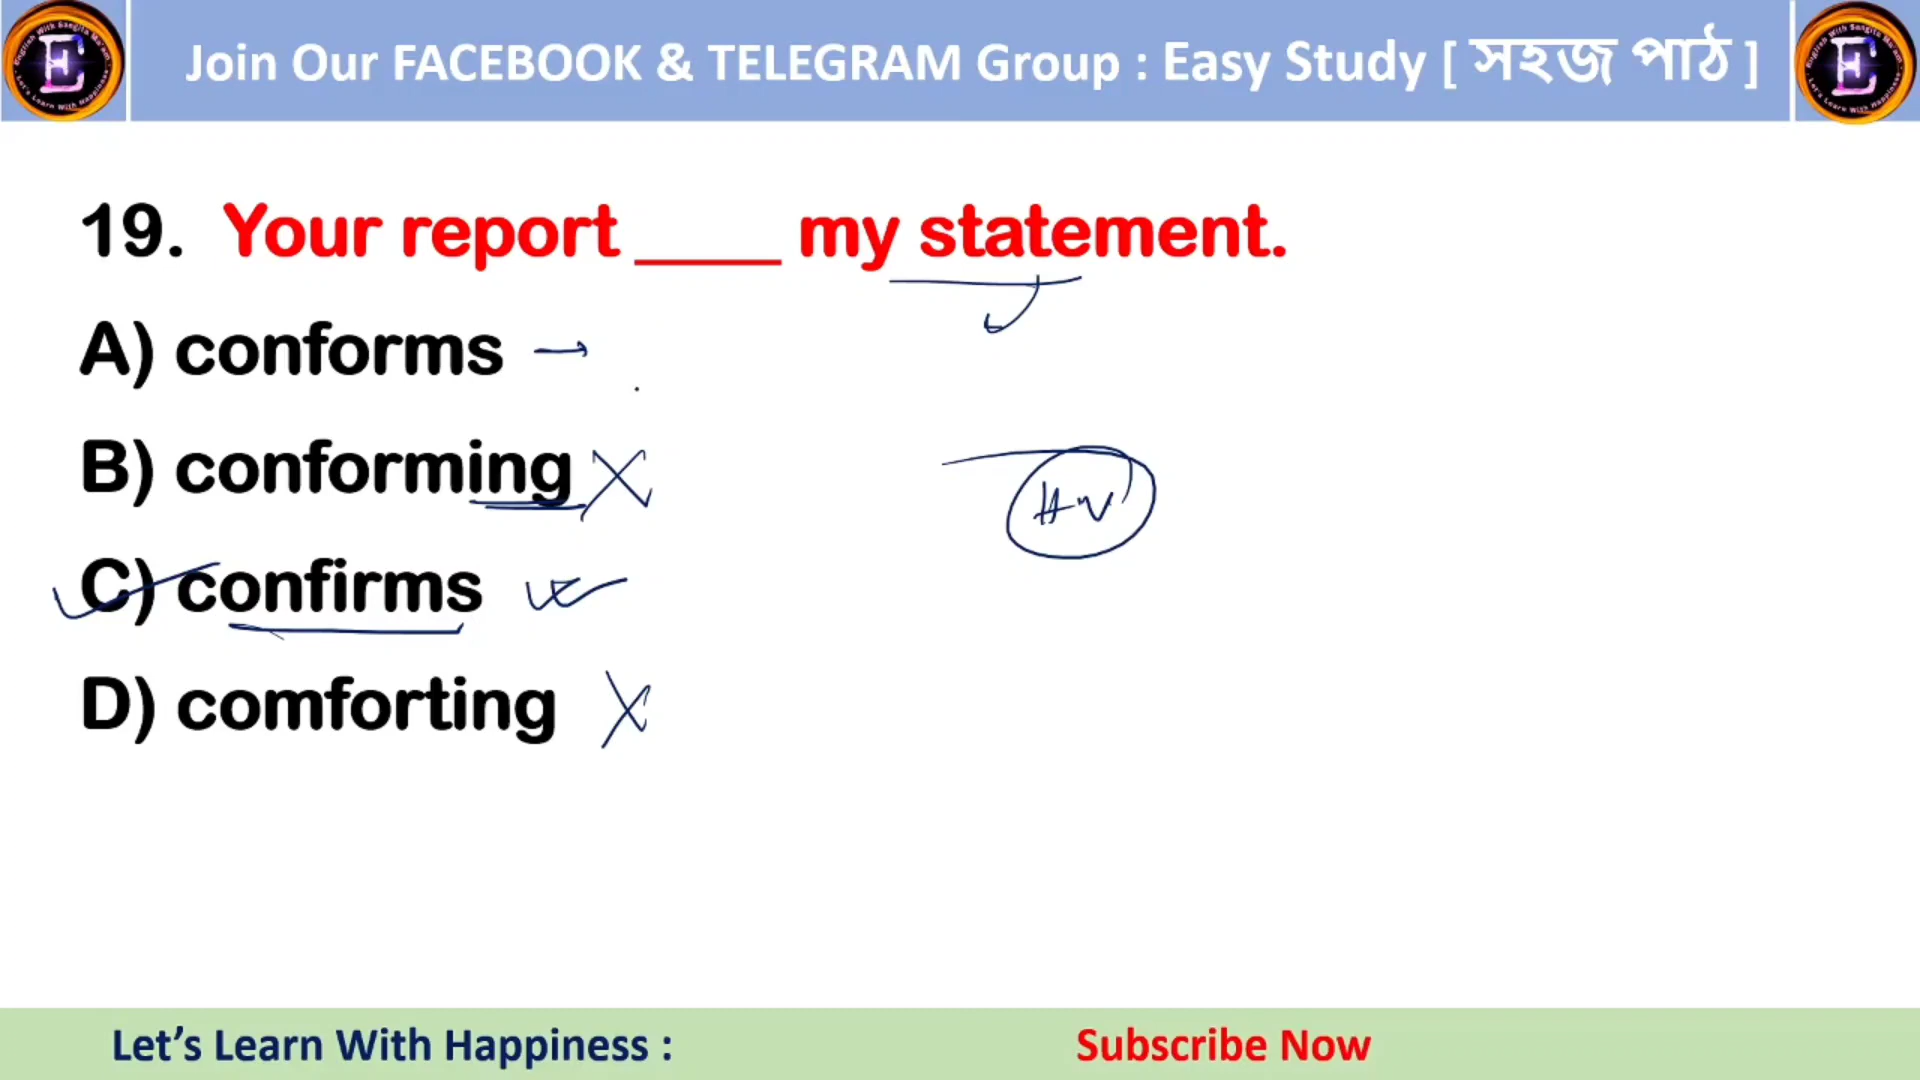 Join Our FACEBOOK & TELEGRAM Group : Easy Study [ সহজ পাঠ ]
19. Your report ____ my statement.
A) conforms
B) conforming
C) confirms
D) comforting
Let's Learn With Happiness :
Subscribe Now